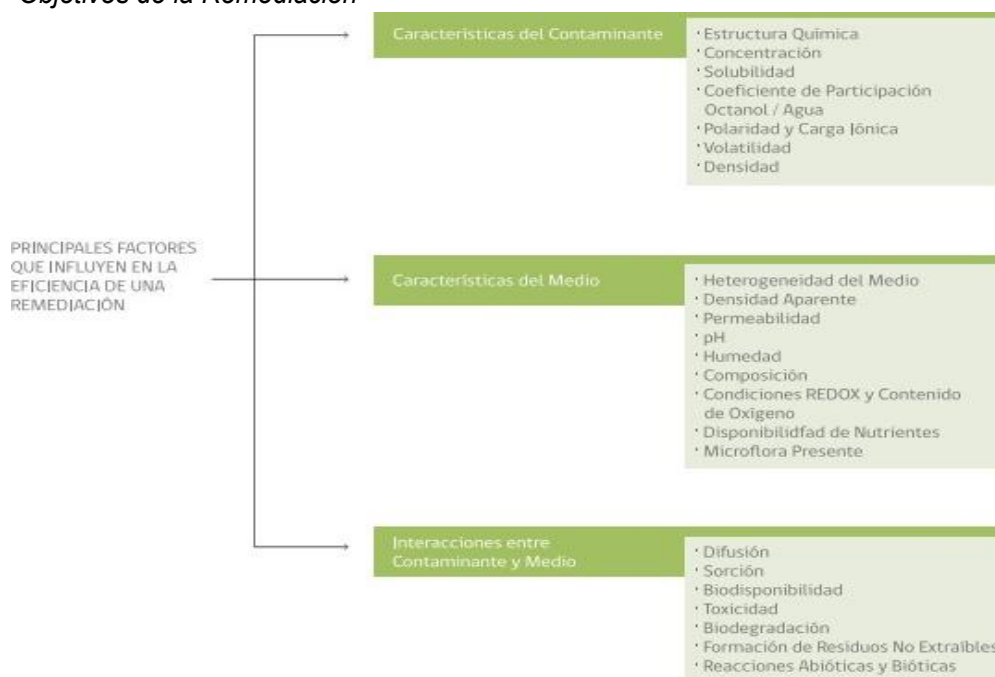 Objetivos de la Remediación
PRINCIPALES FACTORES
QUE INFLUYEN EN LA
EFICIENCIA DE UNA
REMEDIACIÓN
Características del Contaminante
· Estructura Química
· Concentración
· Solubilidad
· Coeficiente de Participación
Octanol / Agua
· Polaridad y Carga Iónica
· Volatilidad
· Densidad
Características del Medio
· Heterogeneidad del Medio
· Densidad Aparente
· Permeabilidad
· pH
· Humedad
· Composición
· Condiciones REDOX y Contenido
de Oxígeno
· Disponibilidfad de Nutrientes
· Microflora Presente
Interacciones entre
Contaminante y Medio
· Difusión
· Sorción
· Biodisponibilidad
· Toxicidad
· Biodegradación
· Formación de Residuos No Extraíbles
· Reacciones Abióticas y Bióticas